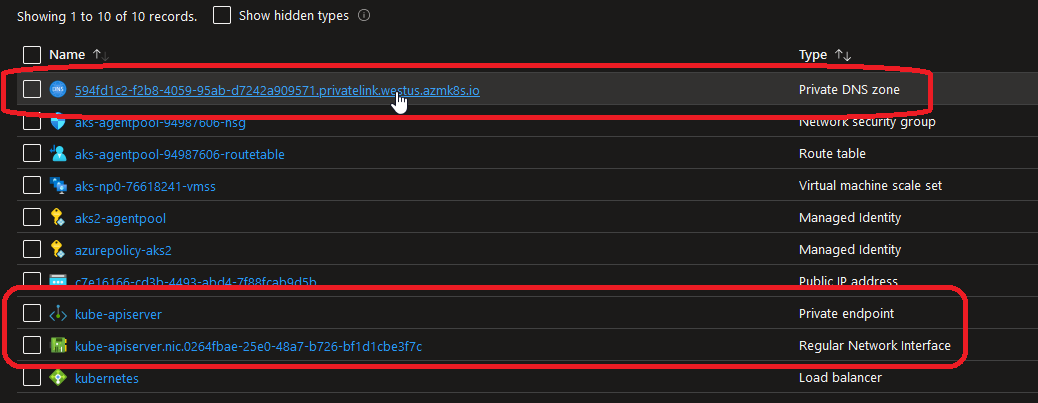 Showing 1 to 10 of 10 records. Show hidden types
Name Type
594fd1c2-f2b8-4059-95ab-d7242a909571.privatelink.westus.azmk8s.io Private DNS zone
aks-agentpool-94987606-nsg Network security group
aks-agentpool-94987606-routetable Route table
aks-np0-76618241-vmss Virtual machine scale set
aks2-agentpool Managed Identity
azurepolicy-aks2 Managed Identity
c7e16166-cd3b-4493-abd4-7f88fcab9d5b Public IP address
kube-apiserver Private endpoint
kube-apiserver.nic.0264fbae-25e0-48a7-b726-bf1d1cbe3f7c Regular Network Interface
kubernetes Load balancer